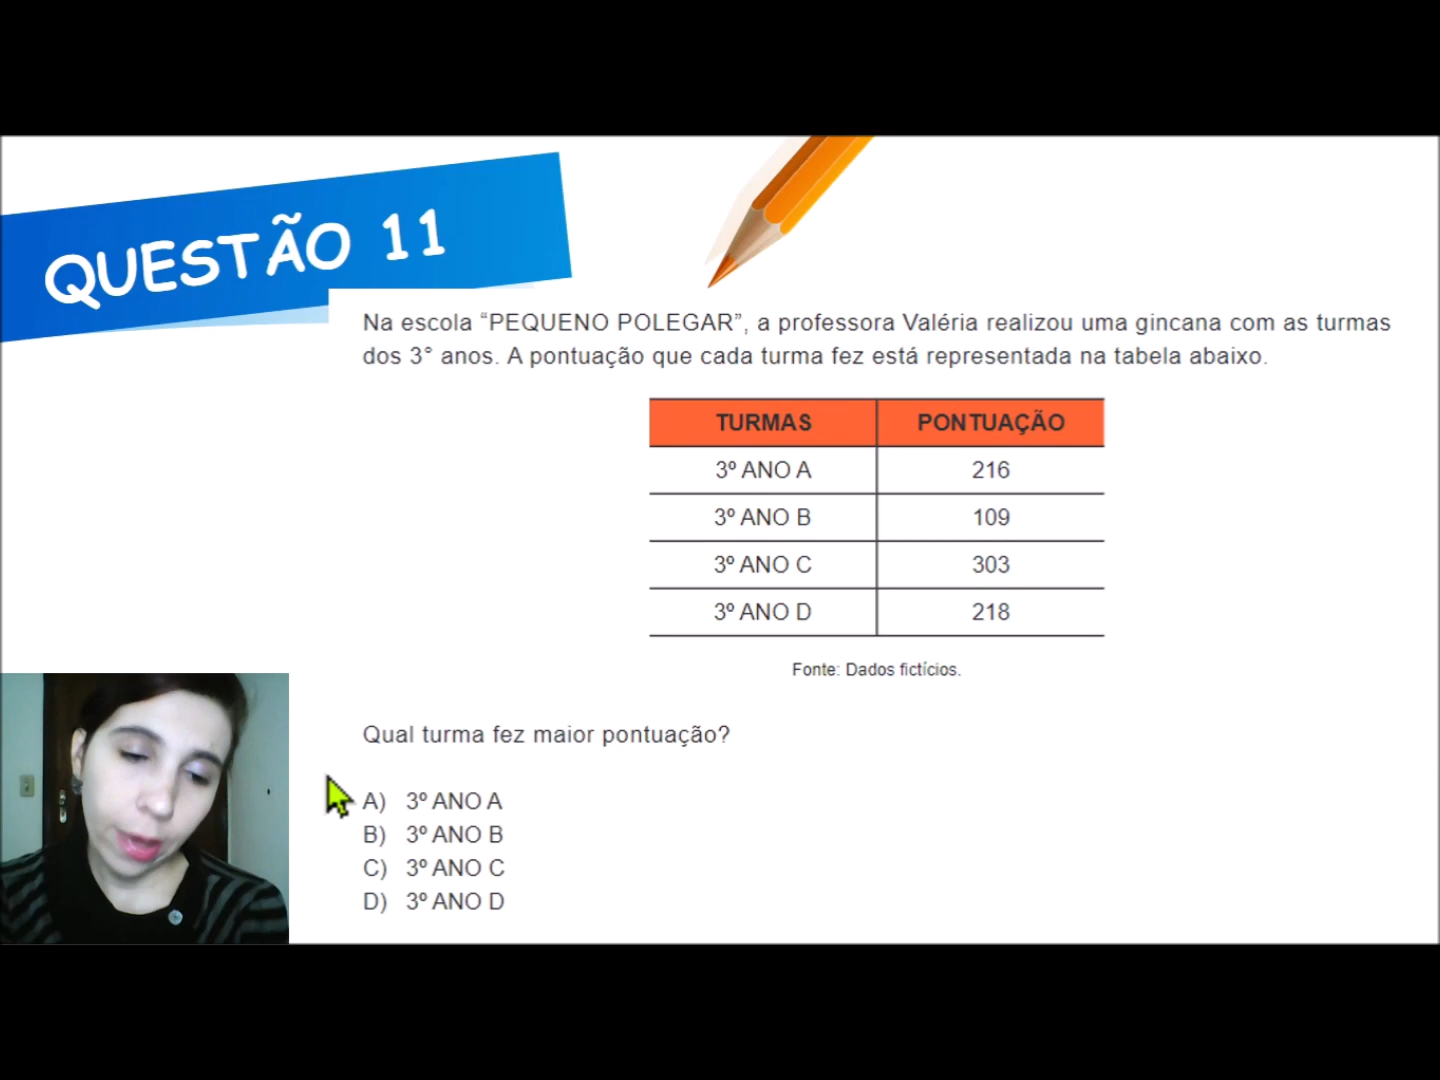 QUESTÃO 11
Na escola “PEQUENO POLEGAR”, a professora Valéria realizou uma gincana com as turmas
dos 3° anos. A pontuação que cada turma fez está representada na tabela abaixo.
TURMAS PONTUAÇÃO
3º ANO A 216
3º ANO B 109
3º ANO C 303
3º ANO D 218
Fonte: Dados fictícios.
Qual turma fez maior pontuação?
A) 3º ANO A
B) 3º ANO B
C) 3º ANO C
D) 3º ANO D